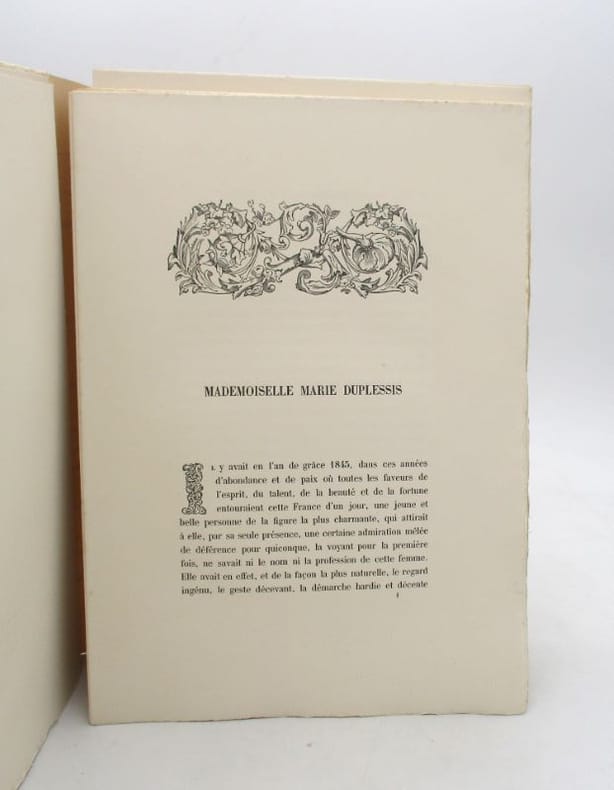 MADEMOISELLE MARIE DUPLESSIS
IL y avait en l'an de grâce 1845, dans ces années
d'abondance et de paix où toutes les faveurs de
l'esprit, du talent, de la beauté et de la fortune
entouraient cette France d'un jour, une jeune et
belle personne de la figure la plus charmante, qui attirait
à elle, par sa seule présence, une certaine admiration mêlée
de déférence pour quiconque, la voyant pour la première
fois, ne savait ni le nom ni la profession de cette femme.
Elle avait en effet, et de la façon la plus naturelle, le regard
ingénu, le geste décevant, la démarche hardie et décente
1